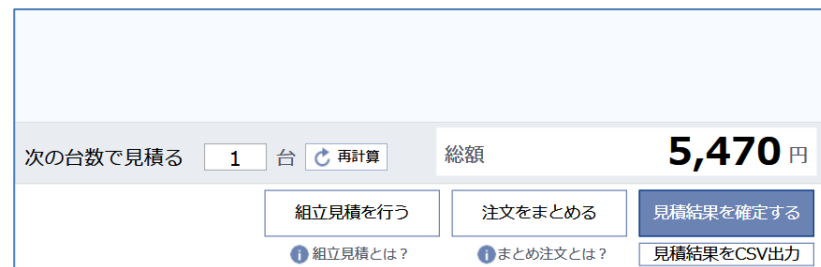 次の台数で見積る 1 台 再計算 総額 5,470 円
組立見積を行う 注文をまとめる 見積結果を確定する
組立見積とは? まとめ注文とは? 見積結果をCSV出力